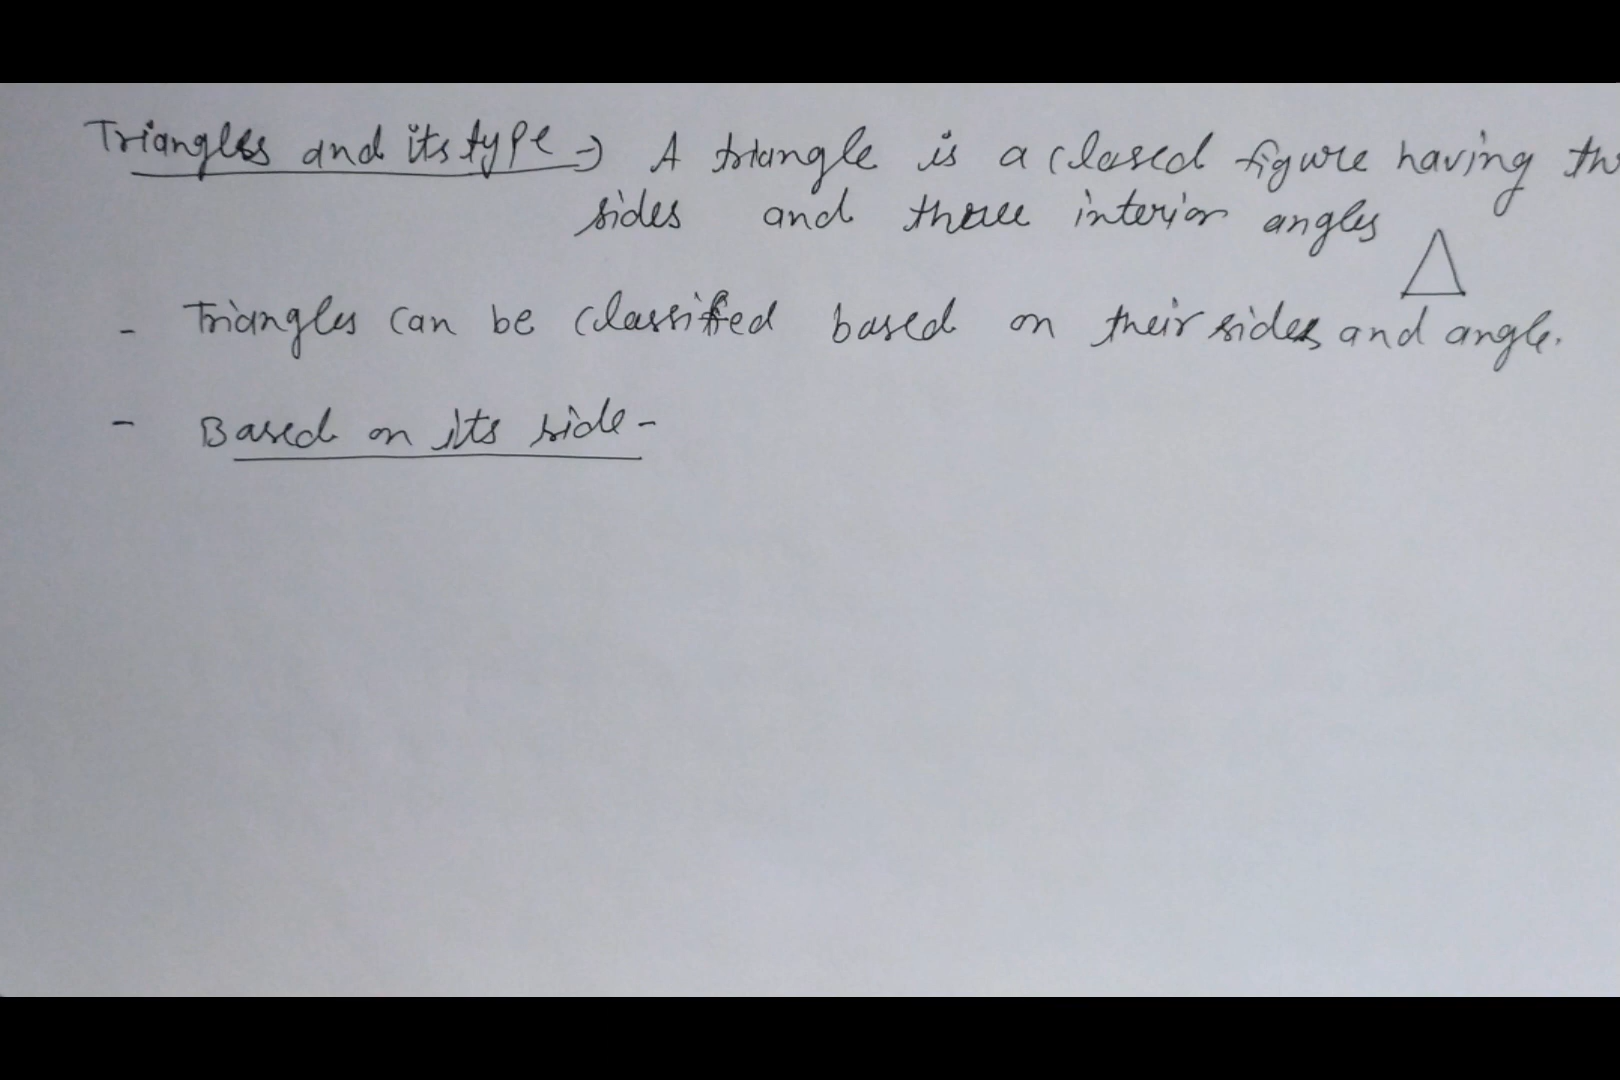 Triangles and its type → A triangle is a closed figure having
sides and three interior angles
- Triangles can be classified based on their sides and angle.
- Based on its side -